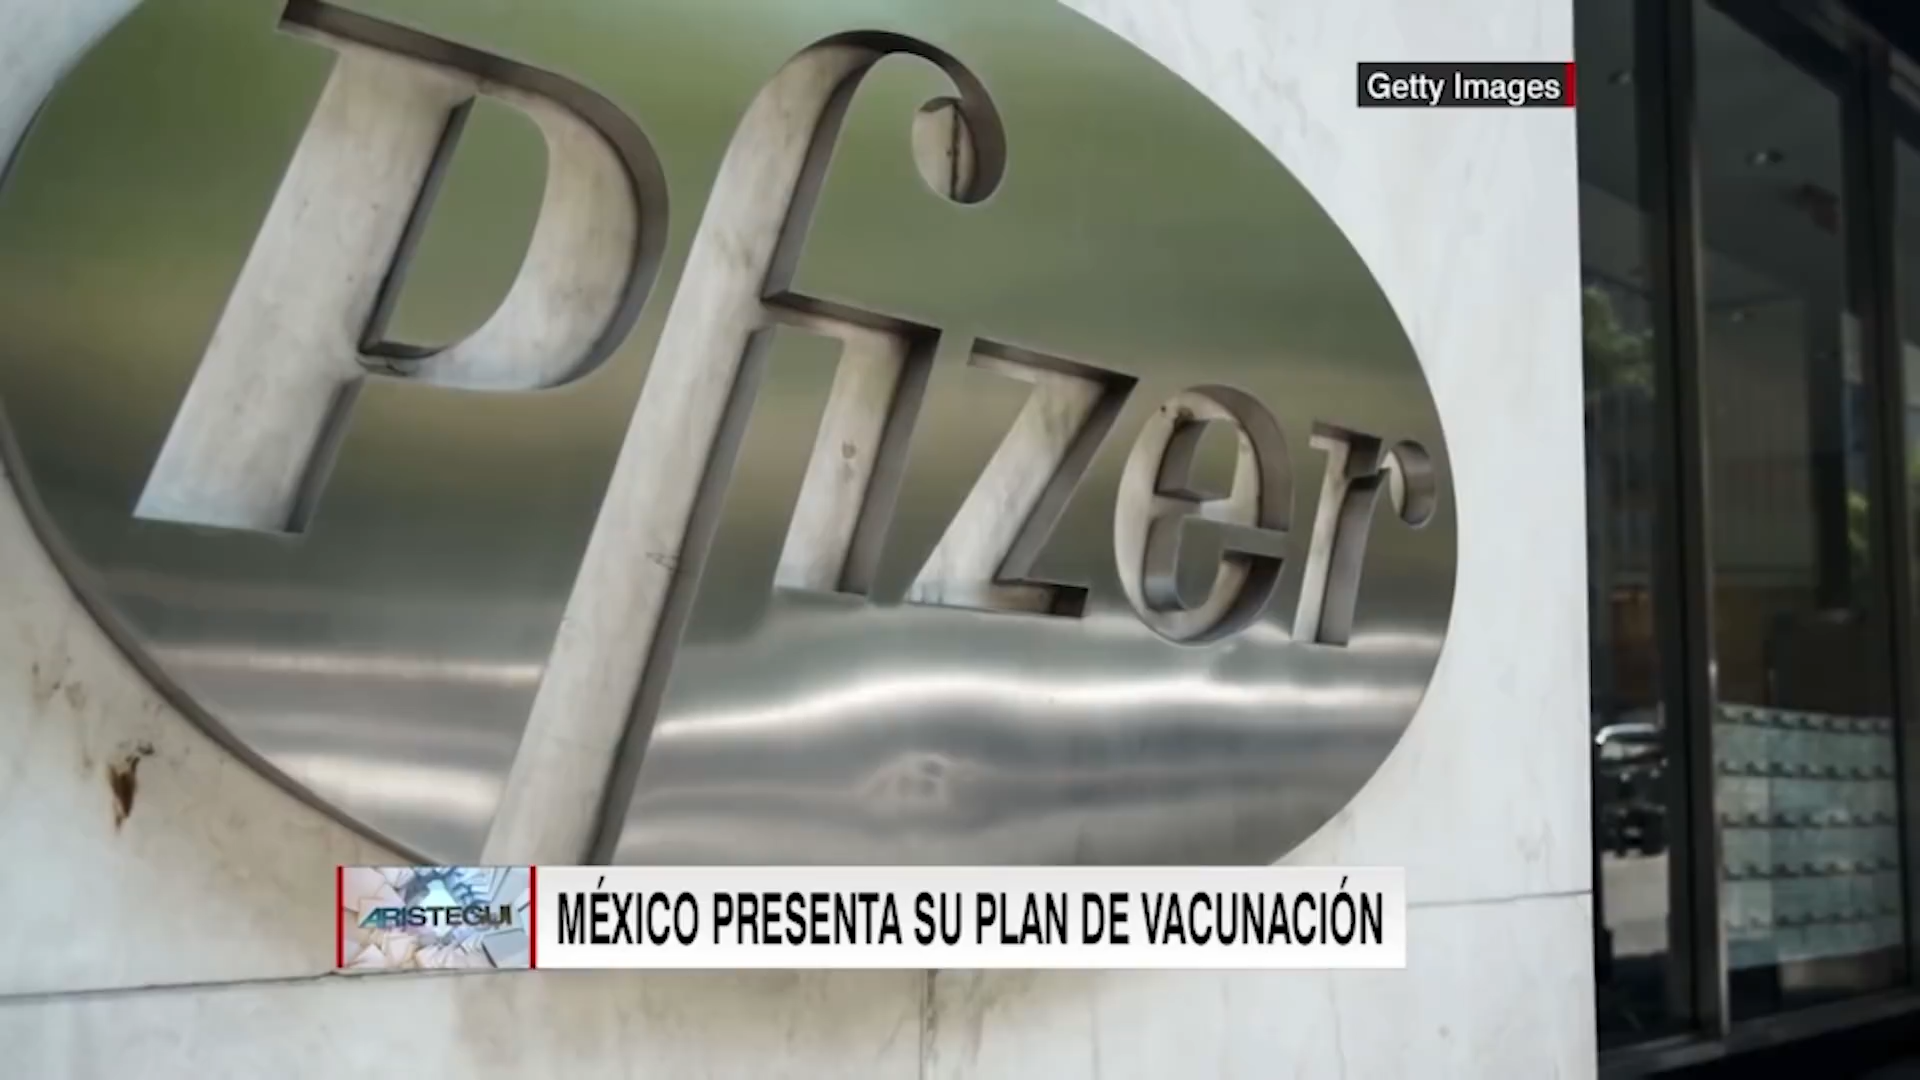 Getty Images
Pfizer
ARISTEGUI
MÉXICO PRESENTA SU PLAN DE VACUNACIÓN